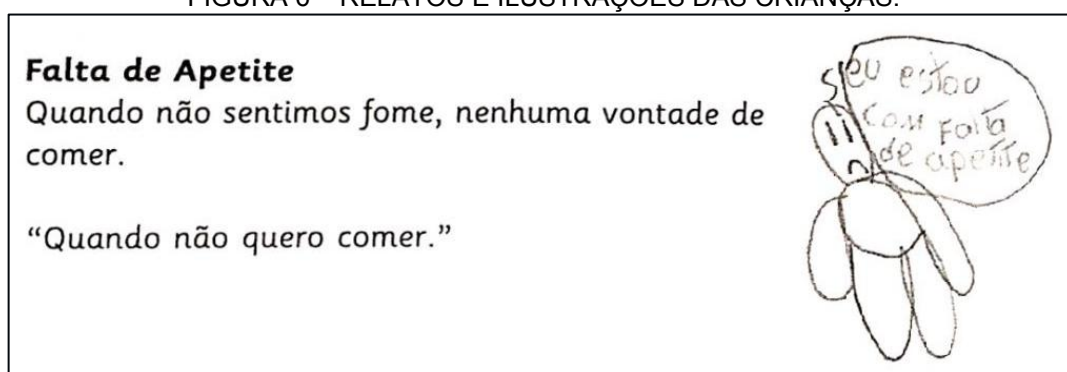 FIGURA 6 – RELATOS E ILUSTRAÇÕES DAS CRIANÇAS.
Falta de Apetite
Quando não sentimos fome, nenhuma vontade de
comer.
“Quando não quero comer.”
eu estou
com falta
de apetite